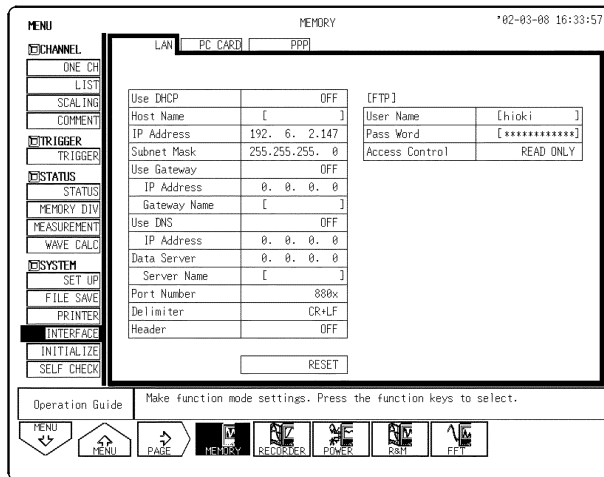 MENU
MEMORY
'02-03-08 16:33:57
CHANNEL
ONE CH
LIST
SCALING
COMMENT
TRIGGER
TRIGGER
STATUS
STATUS
MEMORY DIV
MEASUREMENT
WAVE CALC
SYSTEM
SET UP
FILE SAVE
PRINTER
INTERFACE
INITIALIZE
SELF CHECK
LAN PC CARD PPP
Use DHCP OFF
Host Name [ ]
IP Address 192. 6. 2.147
Subnet Mask 255.255.255. 0
Use Gateway OFF
IP Address 0. 0. 0. 0
Gateway Name [ ]
Use DNS OFF
IP Address 0. 0. 0. 0
Data Server 0. 0. 0. 0
Server Name [ ]
Port Number 880x
Delimiter CR+LF
Header OFF
RESET
[FTP]
User Name [hioki ]
Pass Word [************]
Access Control READ ONLY
Operation Guide
Make function mode settings. Press the function keys to select.
MENU
MENU
PAGE
MEMORY
RECORDER
POWER
R&M
FFT